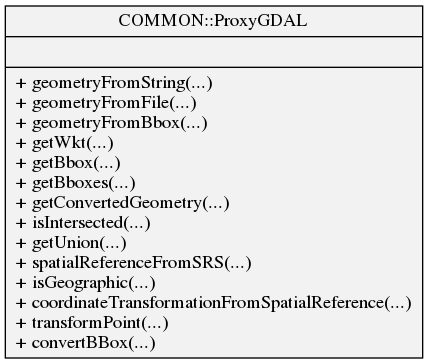 COMMON::ProxyGDAL
+ geometryFromString(...)
+ geometryFromFile(...)
+ geometryFromBbox(...)
+ getWkt(...)
+ getBbox(...)
+ getBboxes(...)
+ getConvertedGeometry(...)
+ isIntersected(...)
+ getUnion(...)
+ spatialReferenceFromSRS(...)
+ isGeographic(...)
+ coordinateTransformationFromSpatialReference(...)
+ transformPoint(...)
+ convertBBox(...)